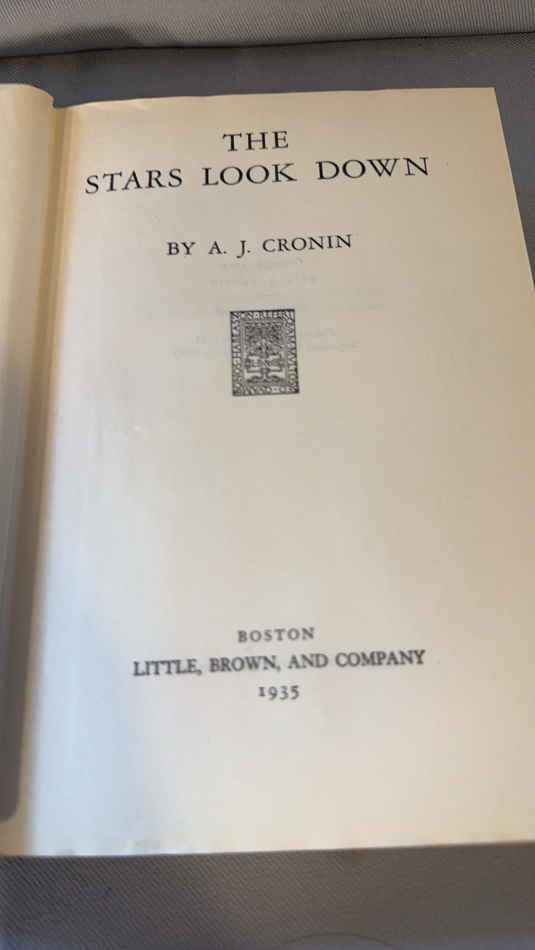 THE
STARS LOOK DOWN
BY A. J. CRONIN
BOSTON
LITTLE, BROWN, AND COMPANY
1935